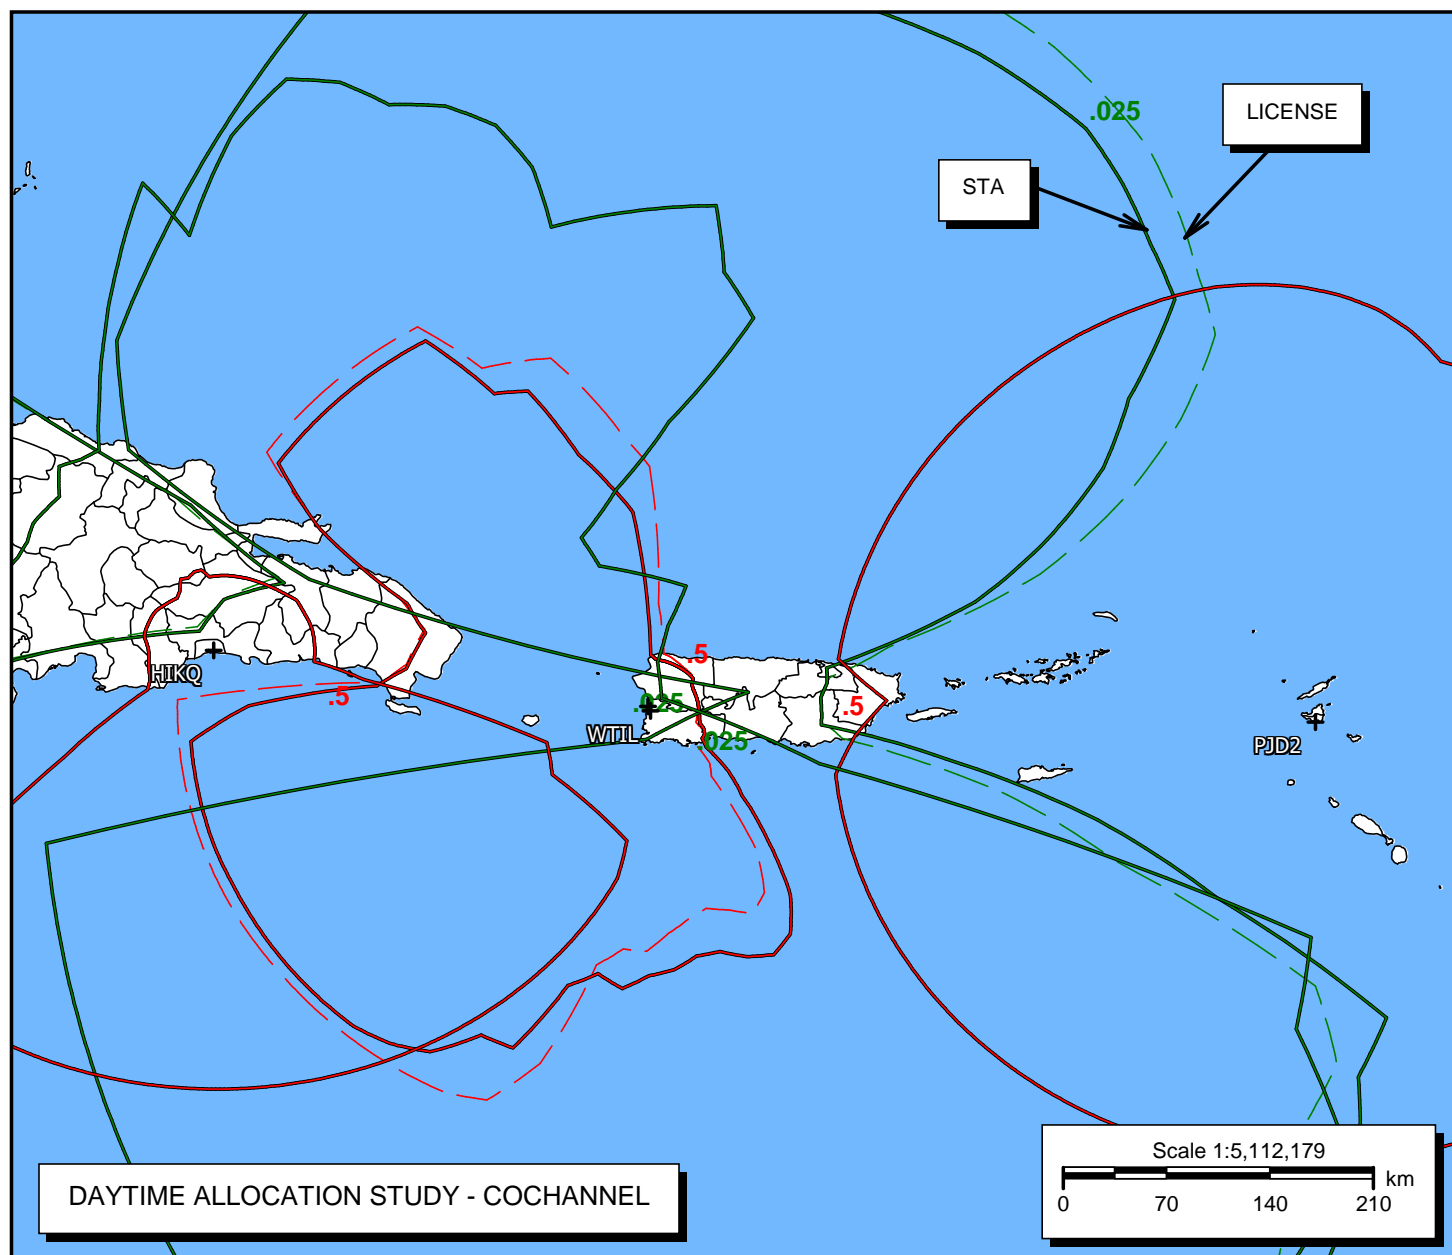 .025
LICENSE
STA
.5
HIKQ
.5
.025
.5
WTIL
.025
PJD2
Scale 1:5,112,179
km
0 70 140 210
DAYTIME ALLOCATION STUDY - COCHANNEL